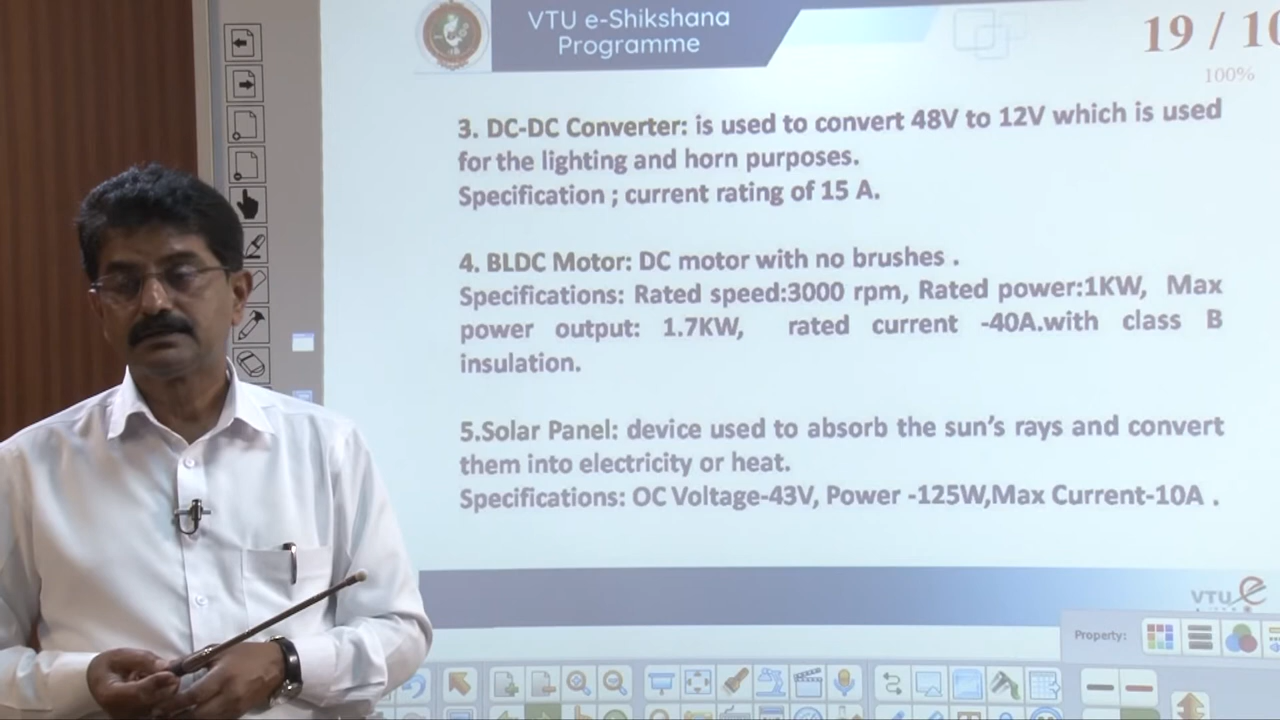 VTU e-Shikshana
Programme
19 / 10
100%
3. DC-DC Converter: is used to convert 48V to 12V which is used
for the lighting and horn purposes.
Specification ; current rating of 15 A.
4. BLDC Motor: DC motor with no brushes .
Specifications: Rated speed:3000 rpm, Rated power:1KW, Max
power output: 1.7KW, rated current -40A.with class B
insulation.
5.Solar Panel: device used to absorb the sun's rays and convert
them into electricity or heat.
Specifications: OC Voltage-43V, Power -125W,Max Current-10A .
VTU e
Property: